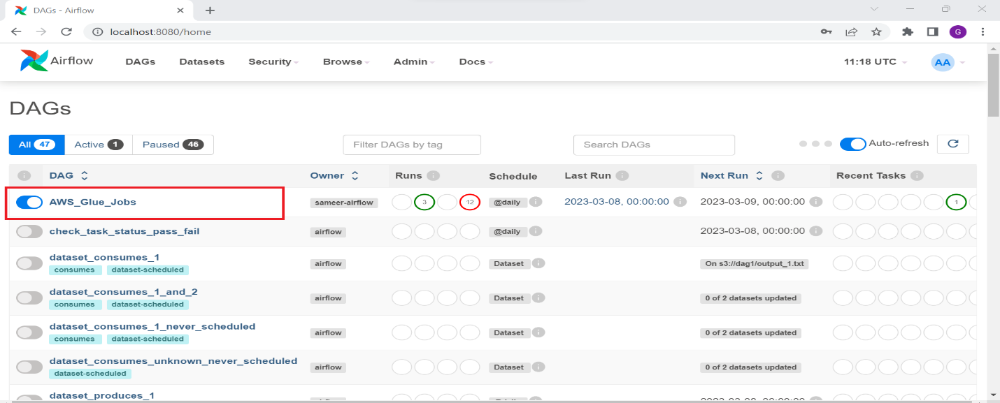 DAGs - Airflow
localhost:8080/home
G
Airflow DAGs Datasets Security Browse Admin Docs 11:18 UTC AA
DAGs
All 47 Active 1 Paused 46 Filter DAGs by tag Search DAGs Auto-refresh
DAG Owner Runs Schedule Last Run Next Run Recent Tasks
AWS_Glue_Jobs sameer-airflow 3 12 @daily 2023-03-08, 00:00:00 2023-03-09, 00:00:00 1
check_task_status_pass_fail airflow @daily 2023-03-08, 00:00:00
dataset_consumes_1
consumes dataset-scheduled airflow Dataset On s3://dag1/output_1.txt
dataset_consumes_1_and_2
consumes dataset-scheduled airflow Dataset 0 of 2 datasets updated
dataset_consumes_1_never_scheduled
consumes dataset-scheduled airflow Dataset 0 of 2 datasets updated
dataset_consumes_unknown_never_scheduled
dataset-scheduled airflow Dataset 0 of 2 datasets updated
dataset_produces_1